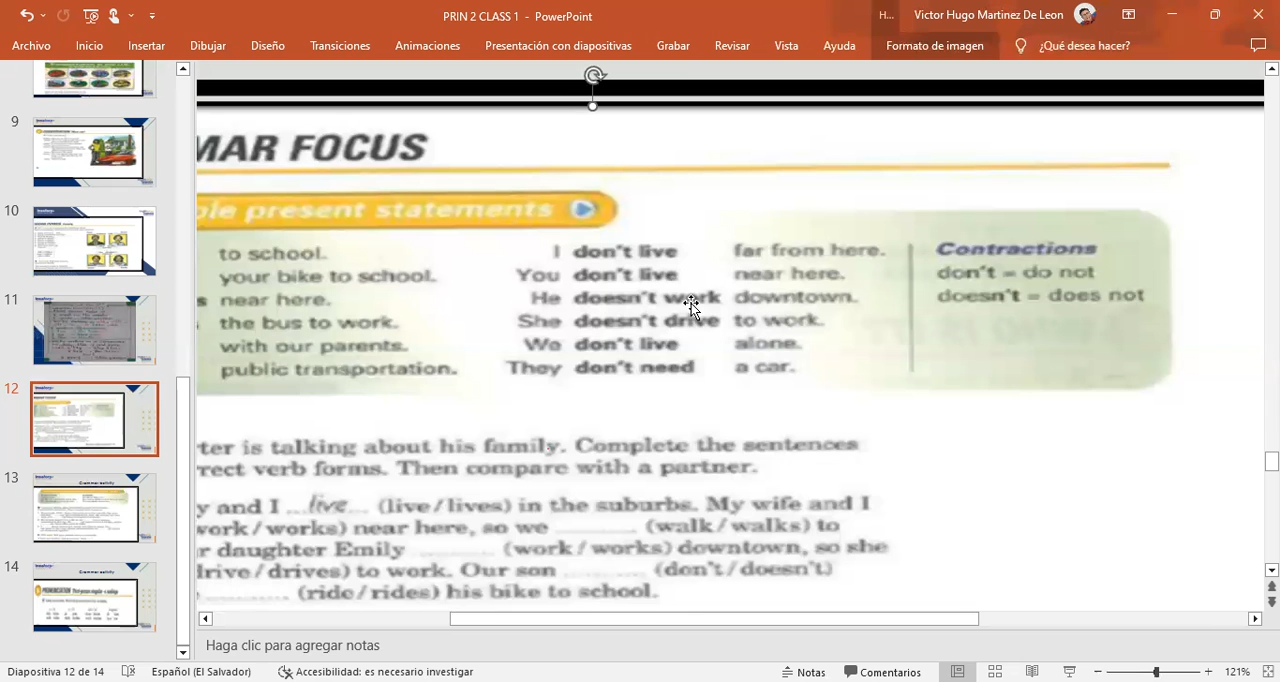 PRIN 2 CLASS 1 - PowerPoint
H...
Victor Hugo Martinez De Leon
Archivo
Inicio
Insertar
Dibujar
Diseño
Transiciones
Animaciones
Presentación con diapositivas
Grabar
Revisar
Vista
Ayuda
Formato de imagen
¿Qué desea hacer?
9
10
11
12
13
14
MAR FOCUS
ple present statements
to school. I don't live far from here. Contractions
your bike to school. You don't live near here. don't = do not
s near here. He doesn't work downtown. doesn't = does not
the bus to work. She doesn't drive to work.
with our parents. We don't live alone.
public transportation. They don't need a car.
ter is talking about his family. Complete the sentences
rrect verb forms. Then compare with a partner.
y and I ...live... (live/lives) in the suburbs. My wife and I
work/works) near here, so we ......... (walk/walks) to
r daughter Emily ......... (work/works) downtown, so she
drive/drives) to work. Our son ......... (don't/doesn't)
e ......... (ride/rides) his bike to school.
Haga clic para agregar notas
Diapositiva 12 de 14
Español (El Salvador)
Accesibilidad: es necesario investigar
Notas
Comentarios
121%